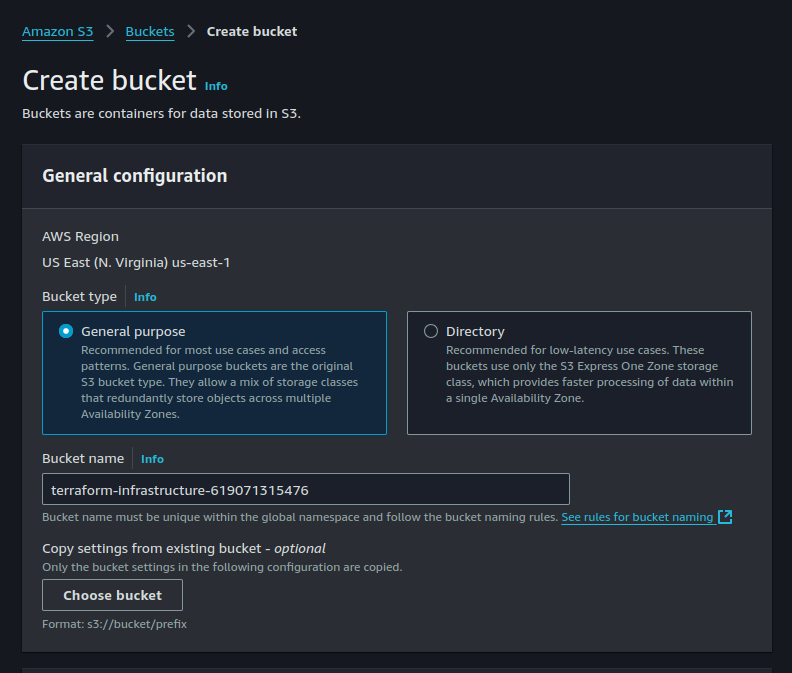 Amazon S3 > Buckets > Create bucket
Create bucket Info
Buckets are containers for data stored in S3.
General configuration
AWS Region
US East (N. Virginia) us-east-1
Bucket type Info
General purpose
Recommended for most use cases and access
patterns. General purpose buckets are the original
S3 bucket type. They allow a mix of storage classes
that redundantly store objects across multiple
Availability Zones.
Directory
Recommended for low-latency use cases. These
buckets use only the S3 Express One Zone storage
class, which provides faster processing of data within
a single Availability Zone.
Bucket name Info
terraform-infrastructure-619071315476
Bucket name must be unique within the global namespace and follow the bucket naming rules. See rules for bucket naming
Copy settings from existing bucket - optional
Only the bucket settings in the following configuration are copied.
Choose bucket
Format: s3://bucket/prefix